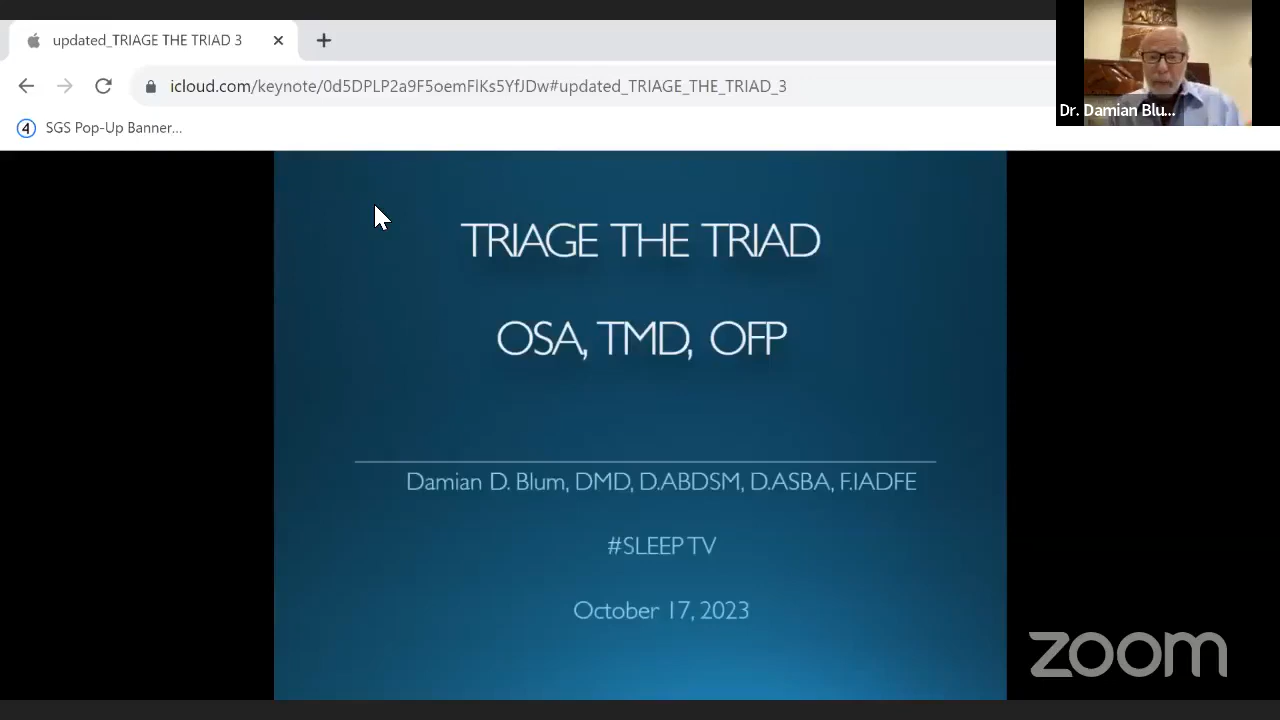 updated_TRIAGE THE TRIAD 3
icloud.com/keynote/0d5DPLP2a9F5oemFlKs5YfJDw#updated_TRIAGE_THE_TRIAD_3
4 SGS Pop-Up Banner...
Dr. Damian Blu...
TRIAGE THE TRIAD
OSA, TMD, OFP
Damian D. Blum, DMD, D.ABDSM, D.ASBA, F.IADFE
#SLEEP TV
October 17, 2023
zoom